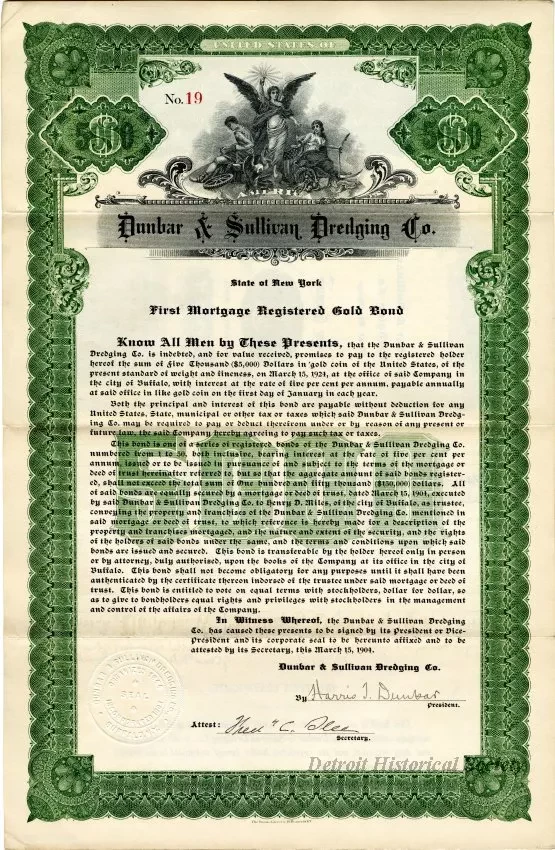 UNITED STATES OF
No. 19
5000
5000
AMERICA
Dunbar & Sullivan Dredging Co.
State of New York
First Mortgage Registered Gold Bond
Know All Men by These Presents, that the Dunbar & Sullivan
Dredging Co. is indebted, and for value received, promises to pay to the registered holder
hereof the sum of Five Thousand ($5,000) Dollars in gold coin of the United States, of the
present standard of weight and fineness, on March 15, 1924, at the office of said Company in
the city of Buffalo, with interest at the rate of five per cent per annum, payable annually
at said office in like gold coin on the first day of January in each year.
Both the principal and interest of this bond are payable without deduction for any
United States, State, municipal or other tax or taxes which said Dunbar & Sullivan Dredg-
ing Co. may be required to pay or deduct therefrom under or by reason of any present or
future law, the said Company hereby agreeing to pay such tax or taxes.
This bond is one of a series of registered bonds of the Dunbar & Sullivan Dredging Co.
numbered from 1 to 53, both inclusive, bearing interest at the rate of five per cent per
annum, issued or to be issued in pursuance of and subject to the terms of the mortgage or
deed of trust hereinafter referred to, but so that the aggregate amount of said bonds register-
ed, shall not exceed the total sum of One hundred and fifty thousand ($150,000) dollars. All
of said bonds are equally secured by a mortgage or deed of trust, dated March 15, 1904, executed
by said Dunbar & Sullivan Dredging Co. to Henry D. Miles, of the city of Buffalo, as trustee,
conveying the property and franchises of the Dunbar & Sullivan Dredging Co. mentioned in
said mortgage or deed of trust, to which reference is hereby made for a description of the
property and franchises mortgaged, and the nature and extent of the security, and the rights
of the holders of said bonds under the same, and the terms and conditions upon which said
bonds are issued and secured. This bond is transferable by the holder hereof only in person
or by attorney, duly authorised, upon the books of the Company at its office in the city of
Buffalo. This bond shall not become obligatory for any purposes until it shall have been
authenticated by the certificate thereon indorsed of the trustee under said mortgage or deed of
trust. This bond is entitled to vote on equal terms with stockholders, dollar for dollar, so
as to give to bondholders equal rights and privileges with stockholders in the management
and control of the affairs of the Company.
In Witness Whereof, the Dunbar & Sullivan Dredging
Co. has caused these presents to be signed by its President or Vice-
President and its corporate seal to be hereunto affixed and to be
attested by its Secretary, this March 15, 1904.
Dunbar & Sullivan Dredging Co.
By Harris T. Dunbar
President.
SEAL
Attest:
Secretary.
Detroit Historical Society